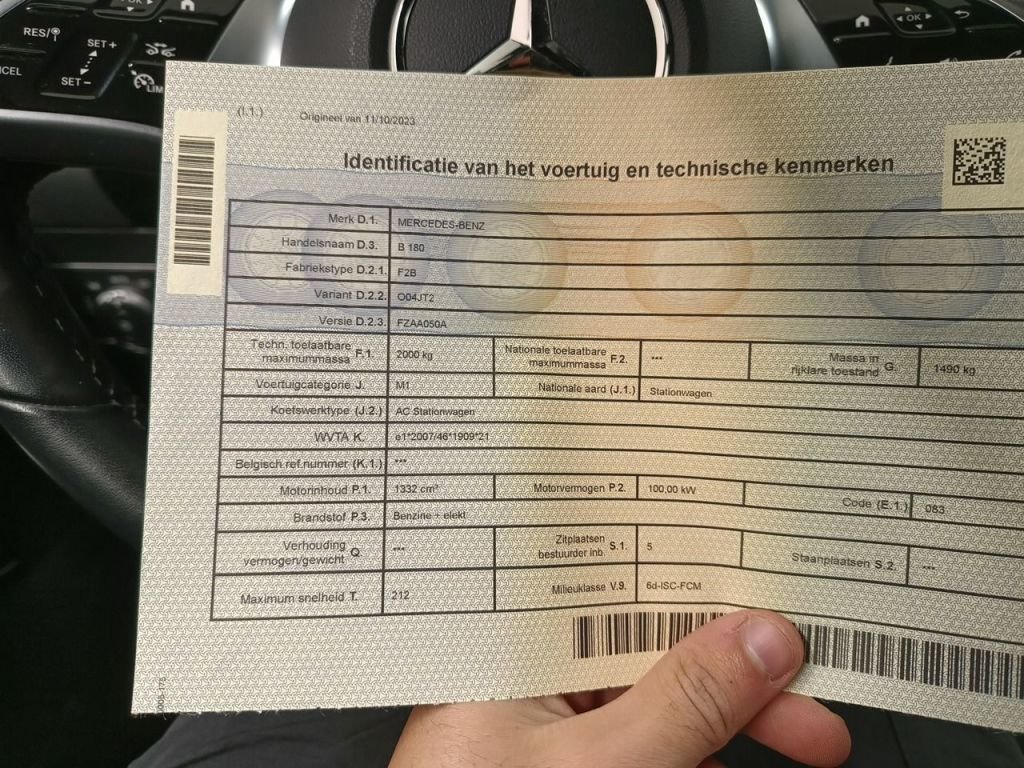 RES/
SET +
SET −
CEL
LIM
OK
OK
(I.1.) Origineel van 11/10/2023
Identificatie van het voertuig en technische kenmerken
Merk D.1. MERCEDES-BENZ
Handelsnaam D.3. B 180
Fabriekstype D.2.1. F2B
Variant D.2.2. O04JT2
Versie D.2.3. FZAA050A
Techn. toelaatbare maximummassa F.1. 2000 kg Nationale toelaatbare maximummassa F.2. --- Massa in rijklare toestand G. 1490 kg
Voertuigcategorie J. M1 Nationale aard (J.1.) Stationwagen
Koetswerktype (J.2.) AC Stationwagen
WVTA K. e1*2007/46*1909*21
Belgisch ref.nummer (K.1.) ---
Motorinhoud P.1. 1332 cm³ Motorvermogen P.2. 100,00 kW Code (E.1.) 083
Brandstof P.3. Benzine + elekt
Verhouding vermogen/gewicht Q. --- Zitplaatsen bestuurder inb. S.1. 5 Staanplaatsen S.2. ---
Maximum snelheid T. 212 Milieuklasse V.9. 6d-ISC-FCM